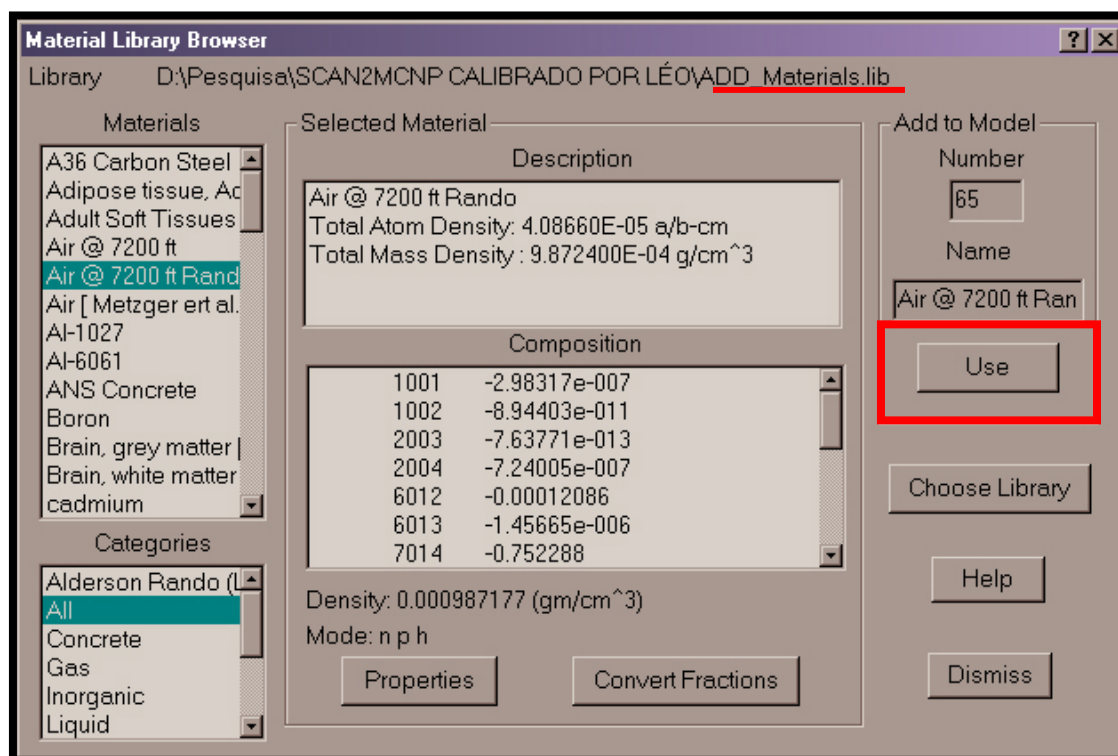 Material Library Browser
Library D:\Pesquisa\SCAN2MCNP CALIBRADO POR LÉO\ADD_Materials.lib
Materials
A36 Carbon Steel
Adipose tissue, Ad
Adult Soft Tissues
Air @ 7200 ft
Air @ 7200 ft Rand
Air [ Metzger ert al.
Al-1027
Al-6061
ANS Concrete
Boron
Brain, grey matter [
Brain, white matter
cadmium
Categories
Alderson Rando (L
All
Concrete
Gas
Inorganic
Liquid
Selected Material
Description
Air @ 7200 ft Rando
Total Atom Density: 4.08660E-05 a/b-cm
Total Mass Density : 9.872400E-04 g/cm^3
Composition
1001 -2.98317e-007
1002 -8.94403e-011
2003 -7.63771e-013
2004 -7.24005e-007
6012 -0.00012086
6013 -1.45665e-006
7014 -0.752288
Density: 0.000987177 (gm/cm^3)
Mode: n p h
Properties
Convert Fractions
Add to Model
Number
65
Name
Air @ 7200 ft Ran
Use
Choose Library
Help
Dismiss